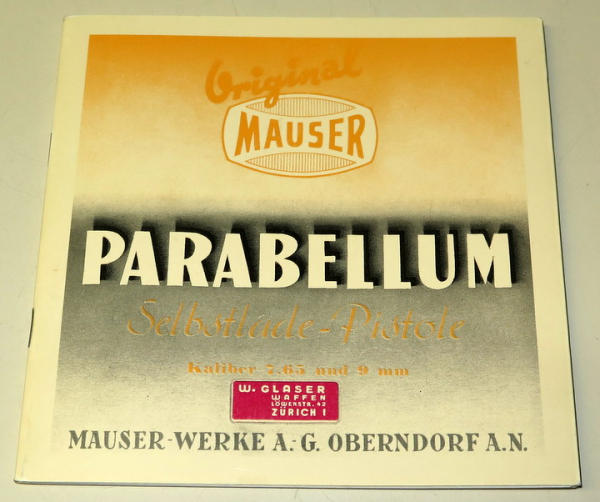 Original
MAUSER
PARABELLUM
Selbstlade-Pistole
Kaliber 7,65 und 9 mm
W. GLASER
WAFFEN
LÖWENSTR. 42
ZÜRICH 1
MAUSER-WERKE A.-G. OBERNDORF A.N.